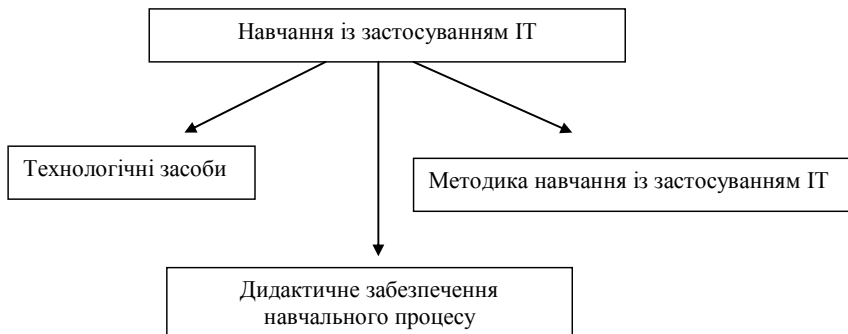 Навчання із застосуванням ІТ
Технологічні засоби
Методика навчання із застосуванням ІТ
Дидактичне забезпечення
навчального процесу